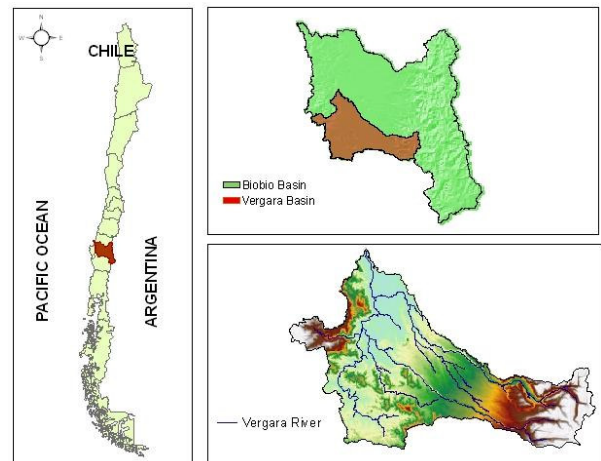 N
W E
S
CHILE
PACIFIC OCEAN
ARGENTINA
Biobio Basin
Vergara Basin
Vergara River